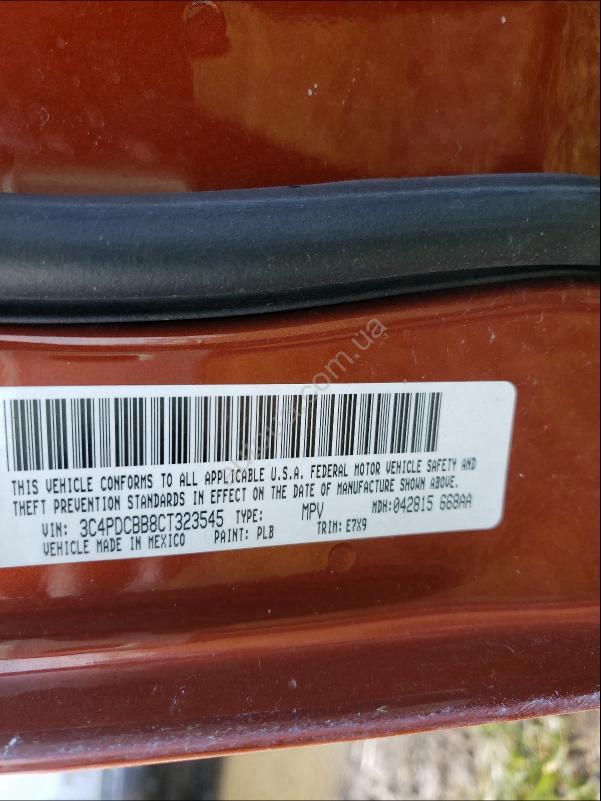 THIS VEHICLE CONFORMS TO ALL APPLICABLE U.S.A. FEDERAL MOTOR VEHICLE SAFETY AND
THEFT PREVENTION STANDARDS IN EFFECT ON THE DATE OF MANUFACTURE SHOWN ABOVE.
VIN: 3C4PDCBB8CT323545 TYPE: MPV MDH: 042815 668AA
VEHICLE MADE IN MEXICO PAINT: PLB TRIM: E7X9